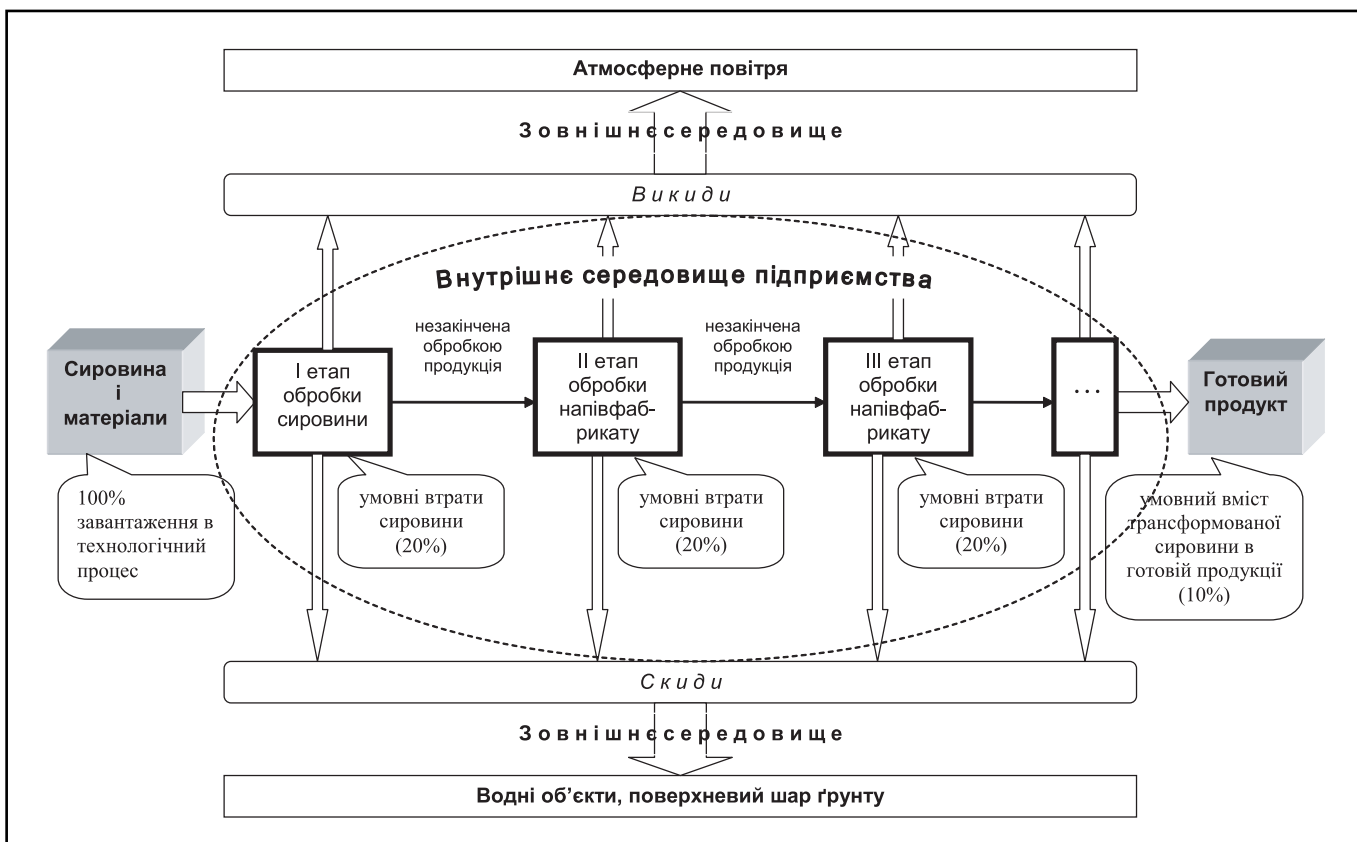 Атмосферне повітря
Зовнішнє середовище
Викиди
Внутрішнє середовище підприємства
Сировина
і
матеріали
І етап
обробки
сировини
незакінчена
обробкою
продукція
ІІ етап
обробки
напівфаб-
рикату
незакінчена
обробкою
продукція
ІІІ етап
обробки
напівфаб-
рикату
...
Готовий
продукт
100%
завантаження в
технологічний
процес
умовні втрати
сировини
(20%)
умовні втрати
сировини
(20%)
умовні втрати
сировини
(20%)
умовний вміст
трансформованої
сировини в
готовій продукції
(10%)
Скиди
Зовнішнє середовище
Водні об’єкти, поверхневий шар ґрунту